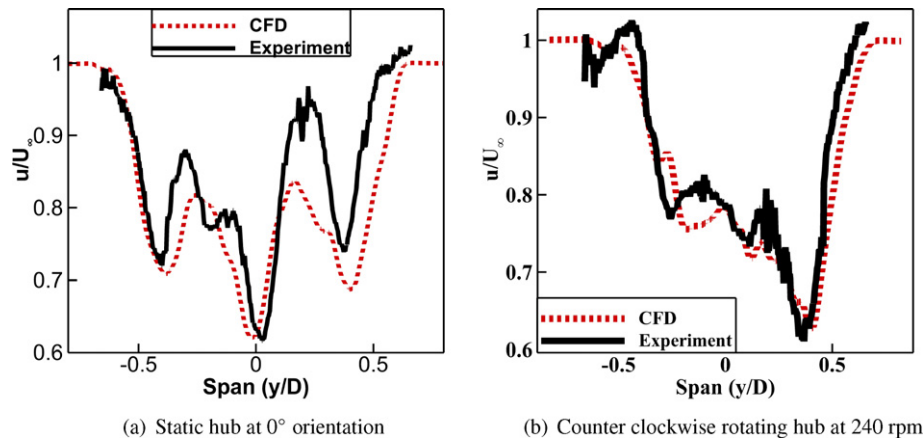 CFD
Experiment
1
0.9
0.8
0.7
0.6
u/U∞
-0.5
0
0.5
Span (y/D)
(a) Static hub at 0° orientation
1
0.9
0.8
0.7
0.6
u/U∞
CFD
Experiment
-0.5
0
0.5
Span (y/D)
(b) Counter clockwise rotating hub at 240 rpm